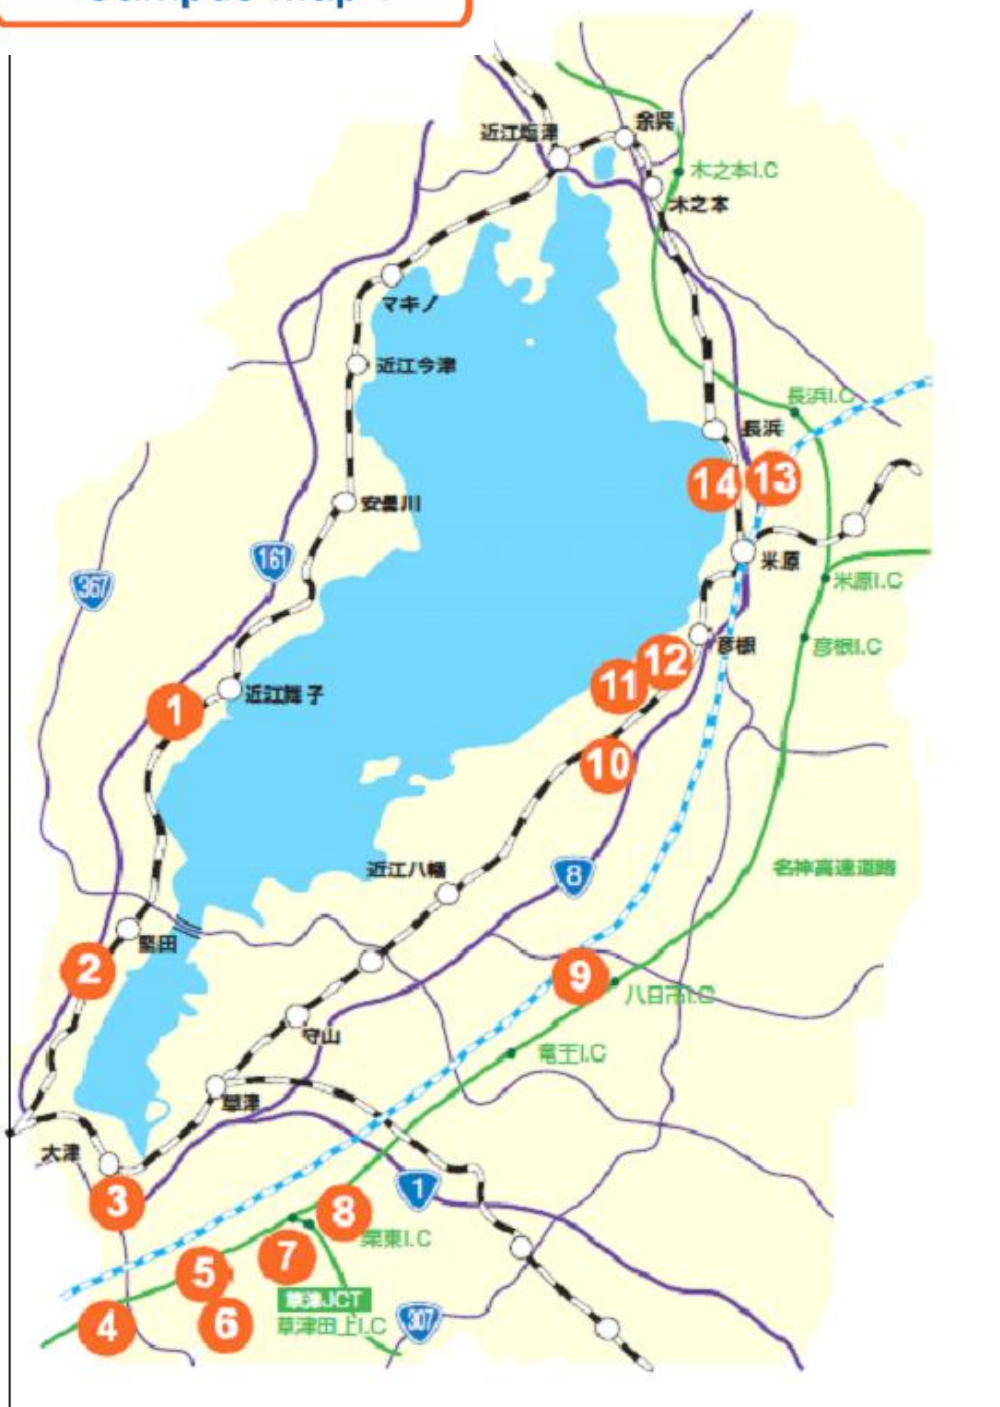 近江塩津
余呉
木之本I.C
木之本
マキノ
近江今津
長浜I.C
長浜
14
13
安曇川
161
367
米原
米原I.C
彦根
彦根I.C
12
11
近江舞子
1
10
近江八幡
8
名神高速道路
堅田
2
9
八日市I.C
守山
竜王I.C
草津
大津
1
3
8
栗東I.C
7
5
草津JCT
草津田上I.C
307
4
6